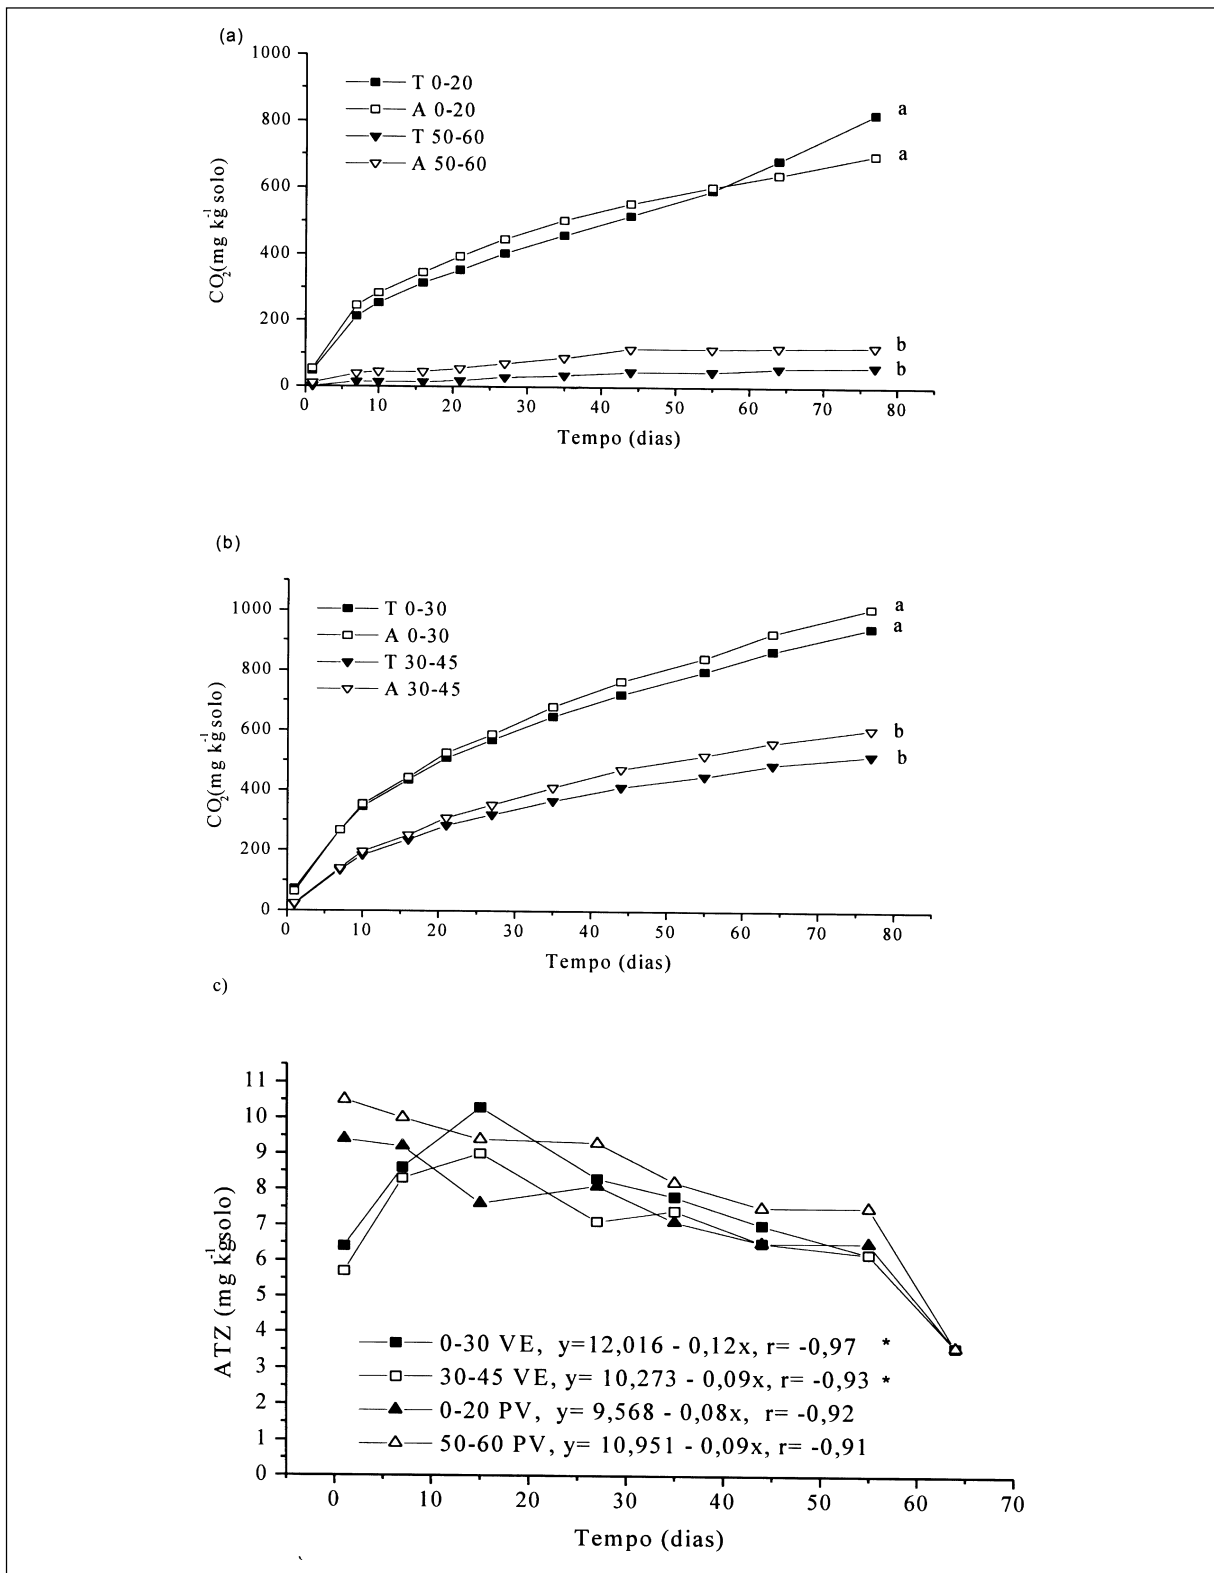 (a)
1000
800
600
400
200
0
CO2(mg kg-1 solo)
T 0-20
A 0-20
T 50-60
A 50-60
a
a
b
b
0 10 20 30 40 50 60 70 80
Tempo (dias)
(b)
1000
800
600
400
200
0
CO2(mg kg-1 solo)
T 0-30
A 0-30
T 30-45
A 30-45
a
a
b
b
0 10 20 30 40 50 60 70 80
Tempo (dias)
c)
11
10
9
8
7
6
5
4
3
2
1
0
ATZ (mg kg-1 solo)
0-30 VE, y=12,016 - 0,12x, r= -0,97 *
30-45 VE, y= 10,273 - 0,09x, r= -0,93 *
0-20 PV, y= 9,568 - 0,08x, r= -0,92
50-60 PV, y= 10,951 - 0,09x, r= -0,91
0 10 20 30 40 50 60 70
Tempo (dias)